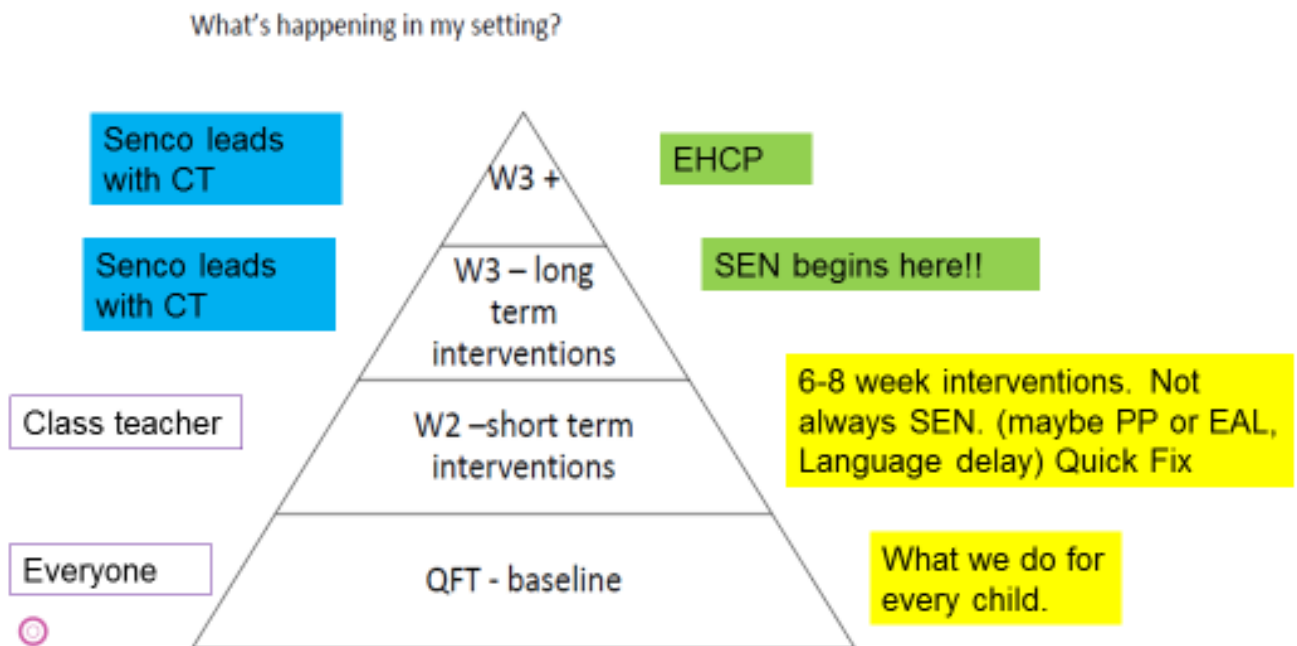 What's happening in my setting?
Senco leads
with CT
W3 +
EHCP
Senco leads
with CT
W3 – long
term
interventions
SEN begins here!!
Class teacher
W2 –short term
interventions
6-8 week interventions. Not
always SEN. (maybe PP or EAL,
Language delay) Quick Fix
Everyone
QFT - baseline
What we do for
every child.